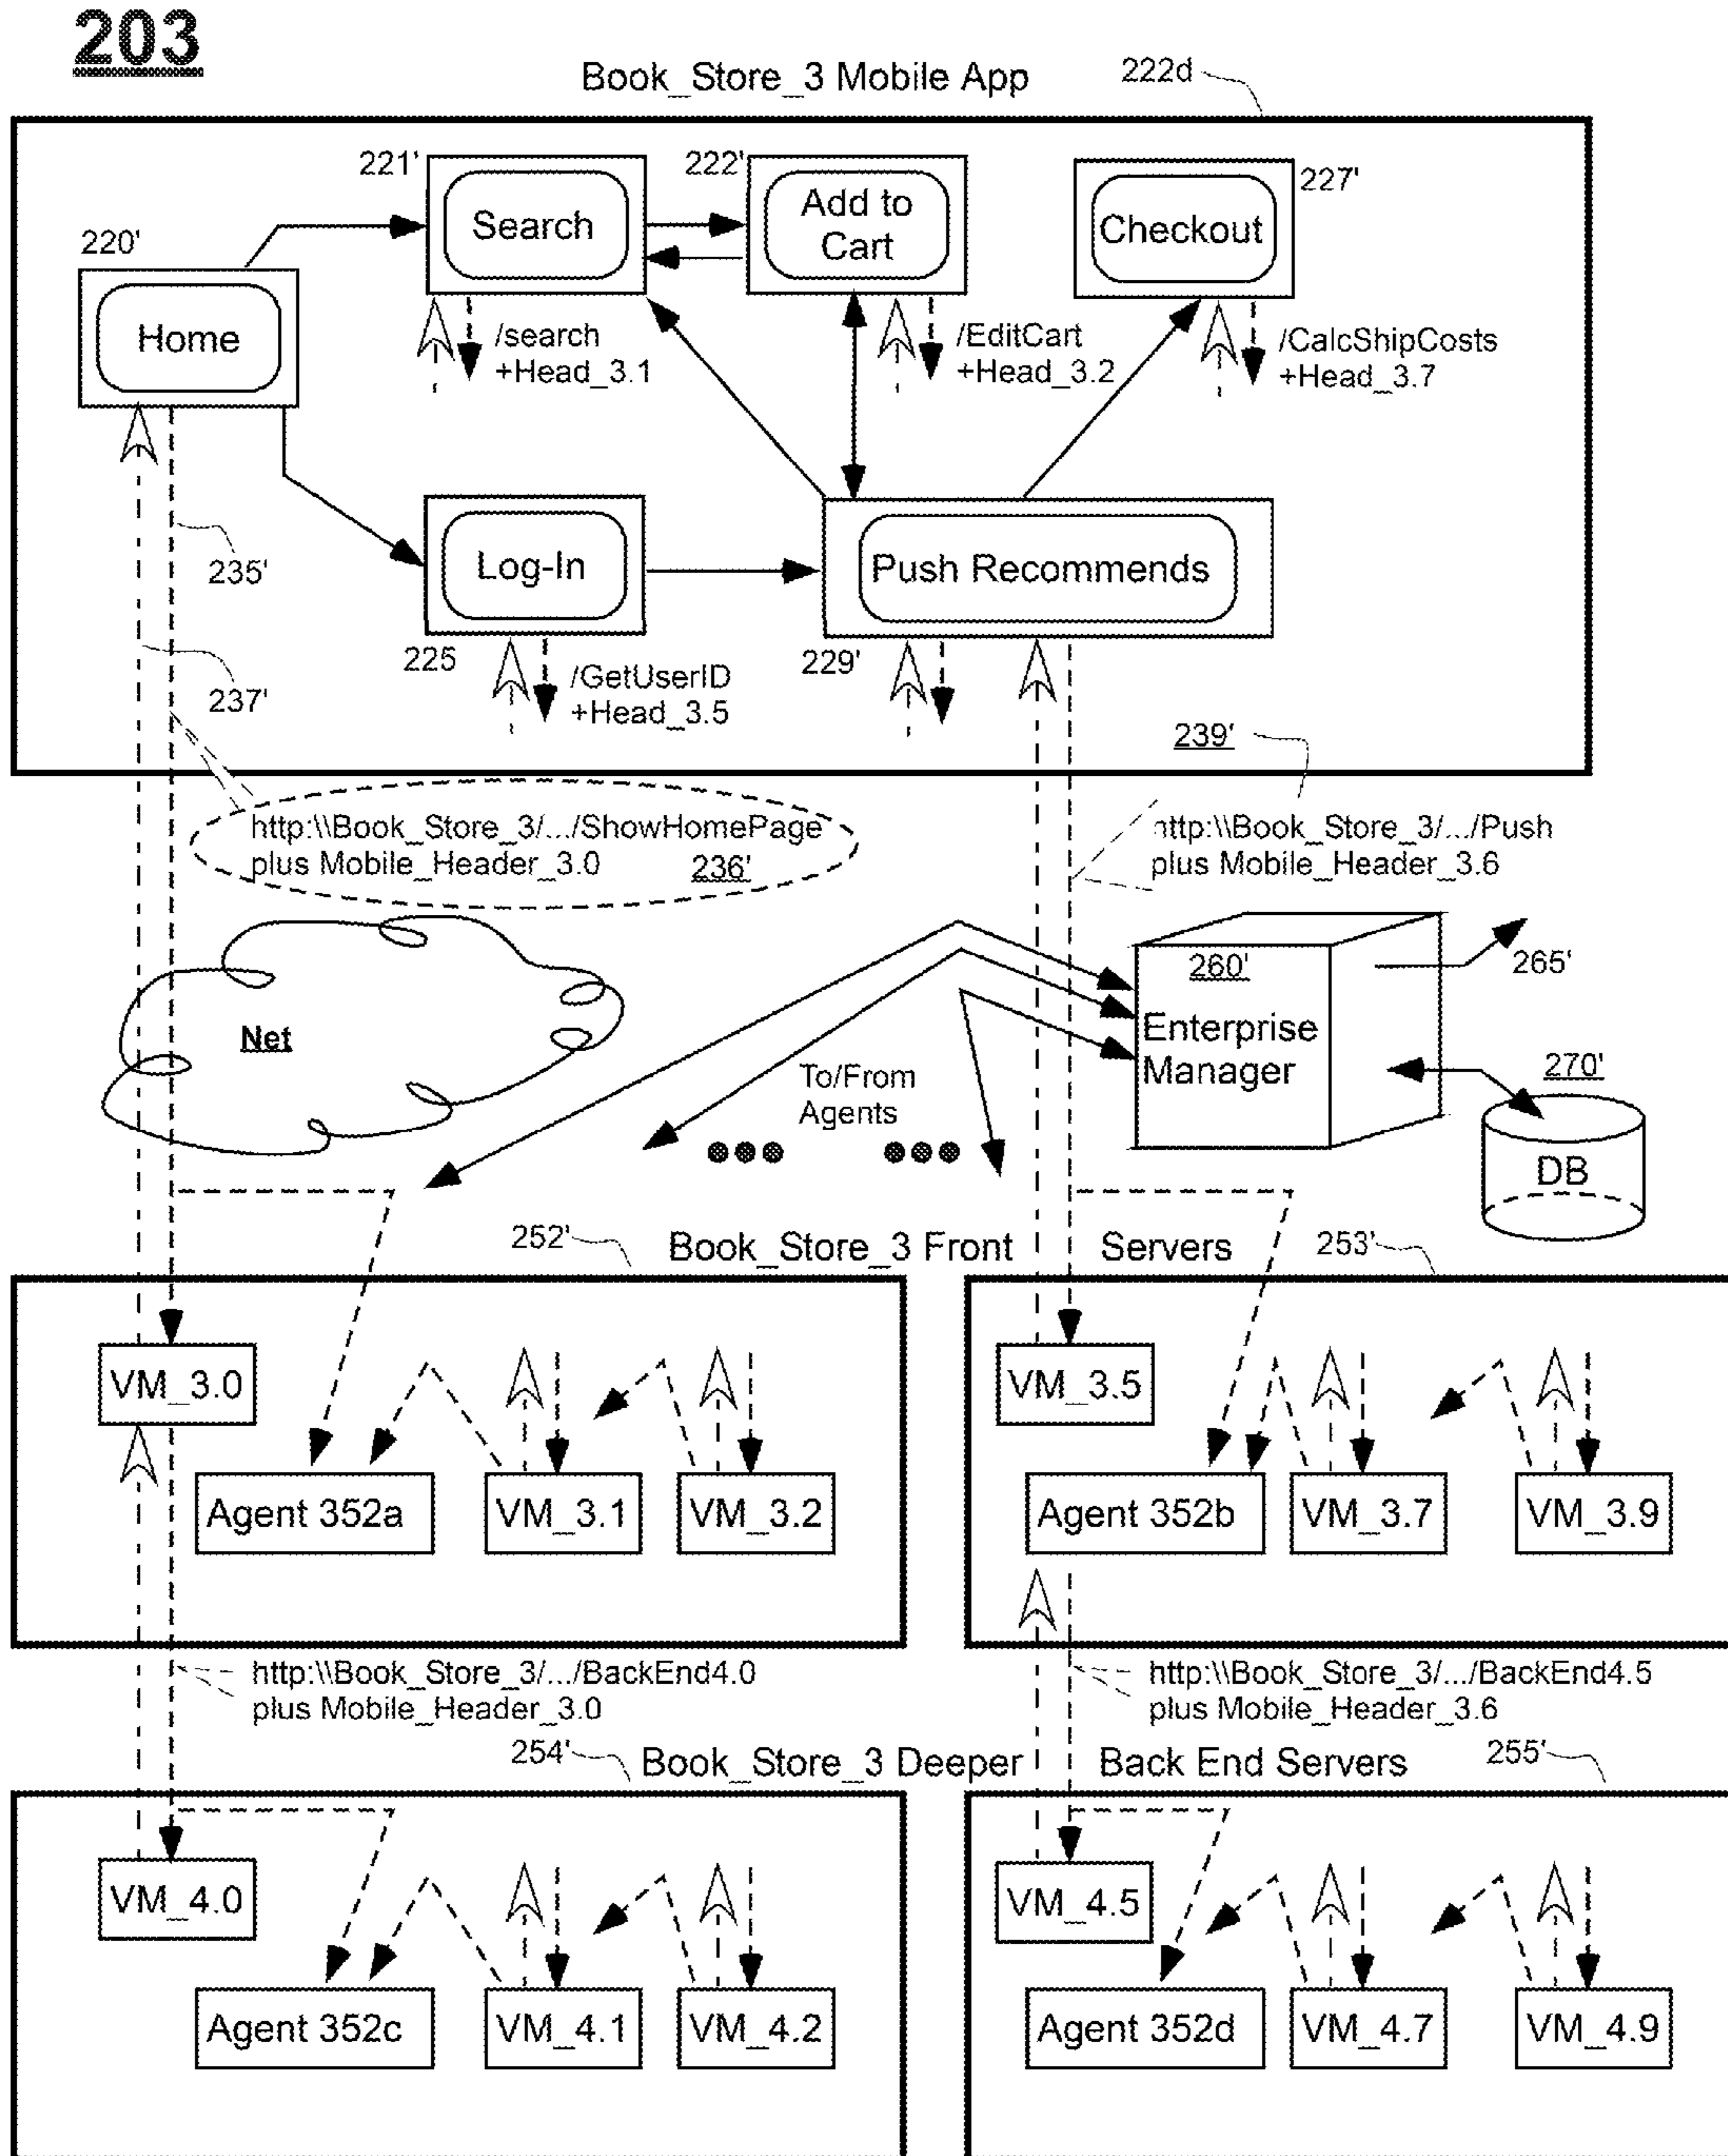 203
Book_Store_3 Mobile App
222d
221'
222'
227'
220'
Search
Add to
Cart
Checkout
Home
/search
+Head_3.1
/EditCart
+Head_3.2
/CalcShipCosts
+Head_3.7
235'
Log-In
Push Recommends
237'
225
/GetUserID
+Head_3.5
229'
239'
http:\\Book_Store_3/.../ShowHomePage
plus Mobile_Header_3.0
236'
http:\\Book_Store_3/.../Push
plus Mobile_Header_3.6
Net
260'
Enterprise
Manager
265'
To/From
Agents
270'
DB
252'
Book_Store_3 Front
Servers
253'
VM_3.0
VM_3.5
Agent 352a
VM_3.1
VM_3.2
Agent 352b
VM_3.7
VM_3.9
http:\\Book_Store_3/.../BackEnd4.0
plus Mobile_Header_3.0
http:\\Book_Store_3/.../BackEnd4.5
plus Mobile_Header_3.6
254'
Book_Store_3 Deeper
Back End Servers
255'
VM_4.0
VM_4.5
Agent 352c
VM_4.1
VM_4.2
Agent 352d
VM_4.7
VM_4.9